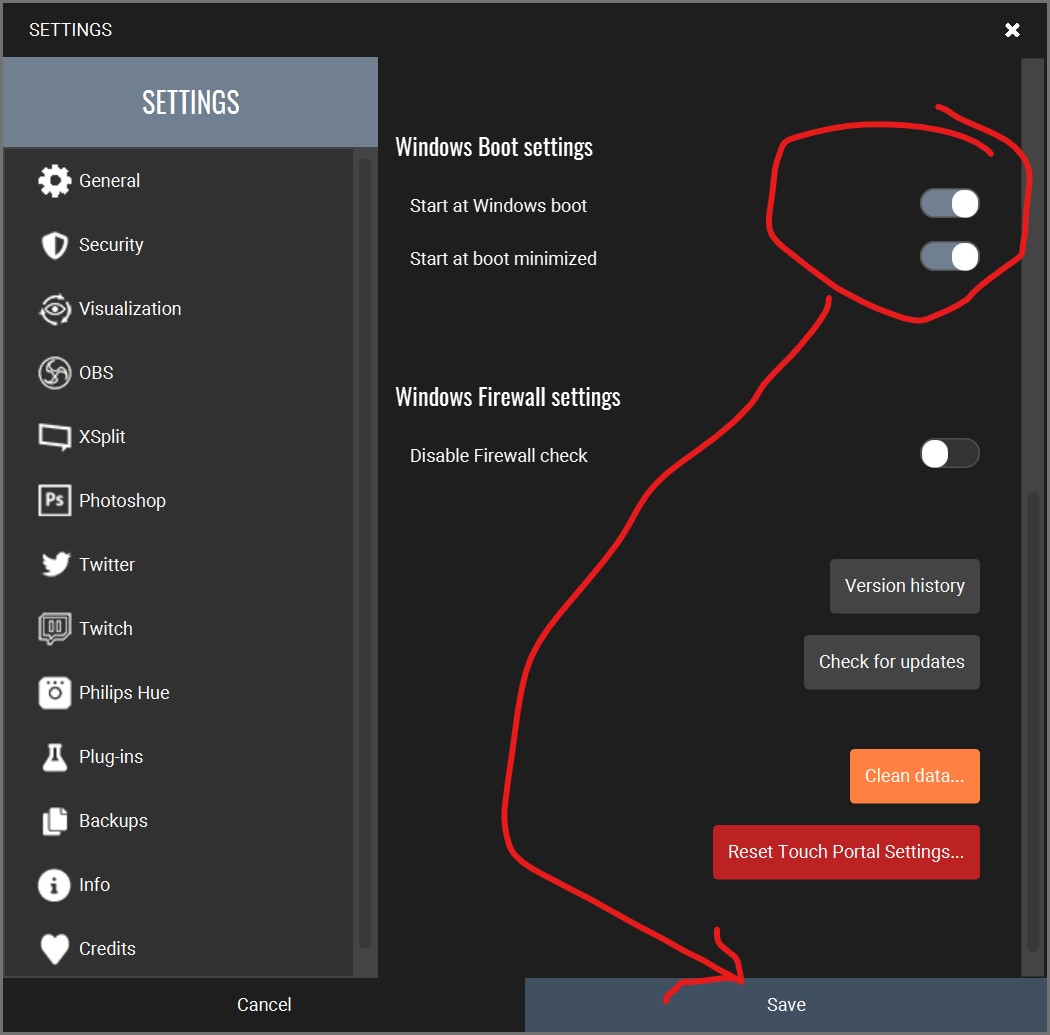 SETTINGS
SETTINGS
General
Security
Visualization
OBS
XSplit
Ps Photoshop
Twitter
Twitch
Philips Hue
Plug-ins
Backups
Info
Credits
Windows Boot settings
Start at Windows boot
Start at boot minimized
Windows Firewall settings
Disable Firewall check
Version history
Check for updates
Clean data...
Reset Touch Portal Settings...
Cancel
Save